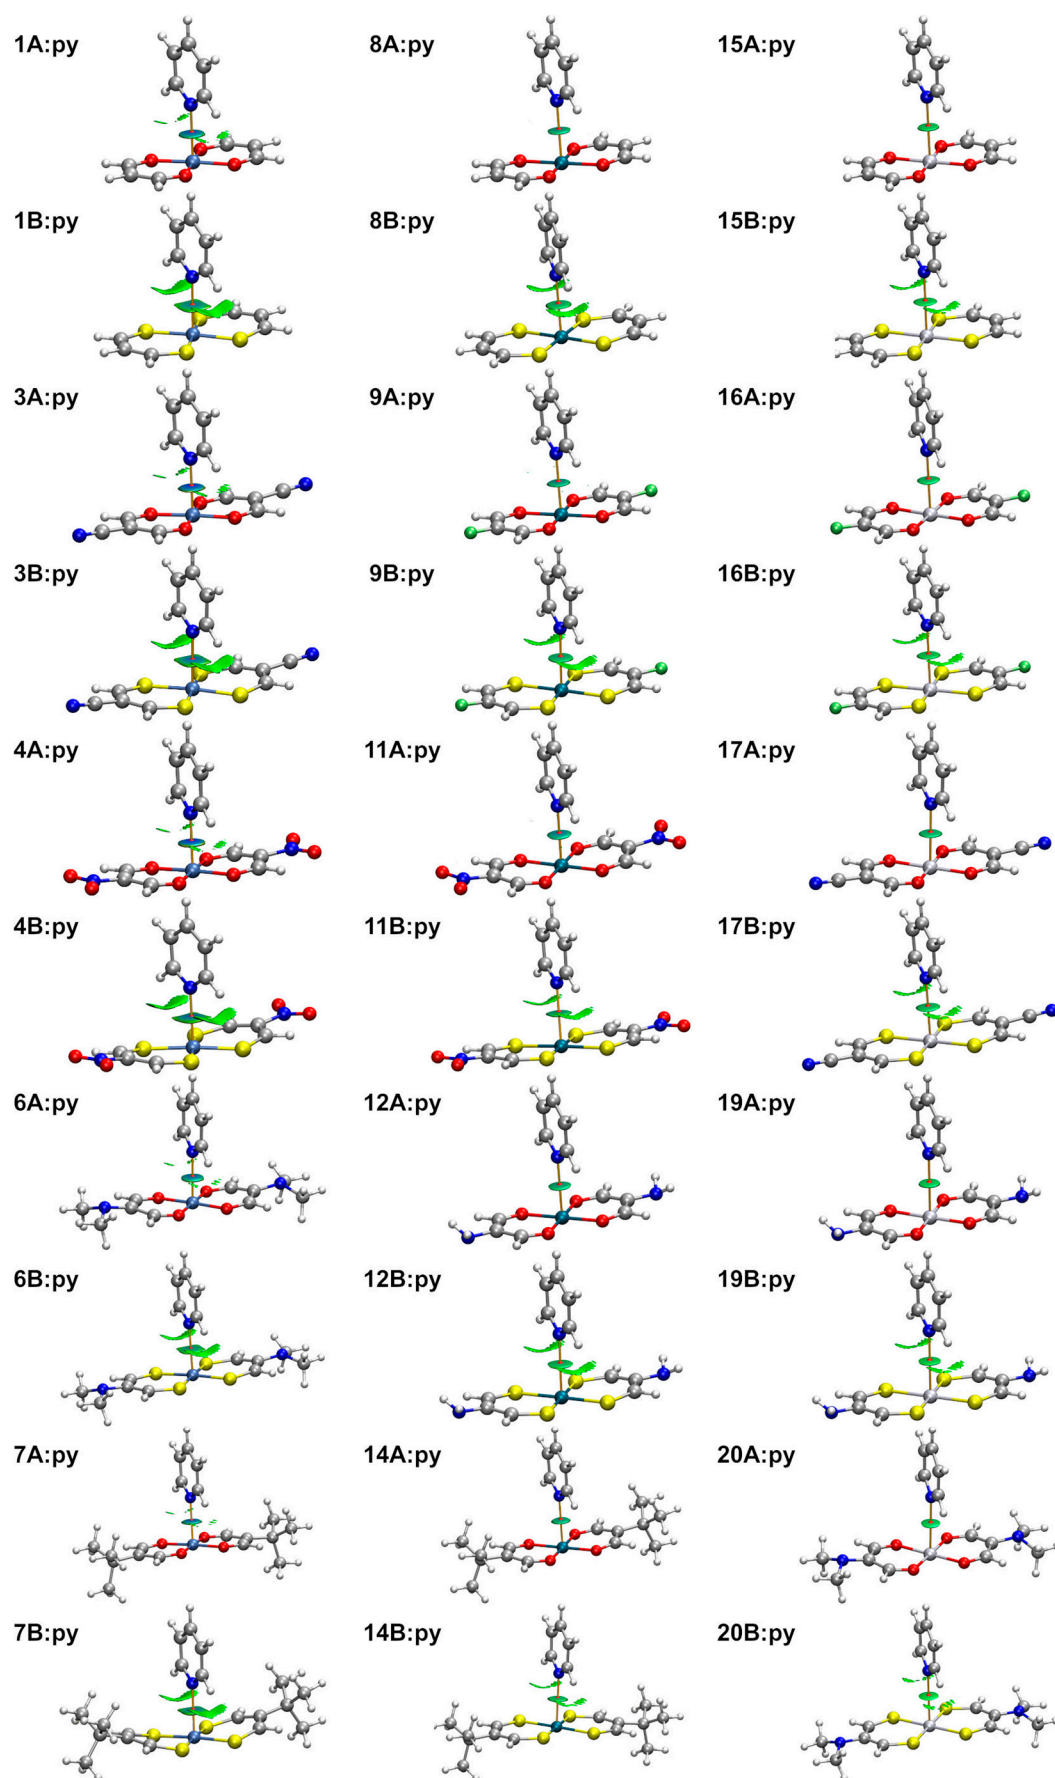 1A:py 8A:py 15A:py
1B:py 8B:py 15B:py
3A:py 9A:py 16A:py
3B:py 9B:py 16B:py
4A:py 11A:py 17A:py
4B:py 11B:py 17B:py
6A:py 12A:py 19A:py
6B:py 12B:py 19B:py
7A:py 14A:py 20A:py
7B:py 14B:py 20B:py